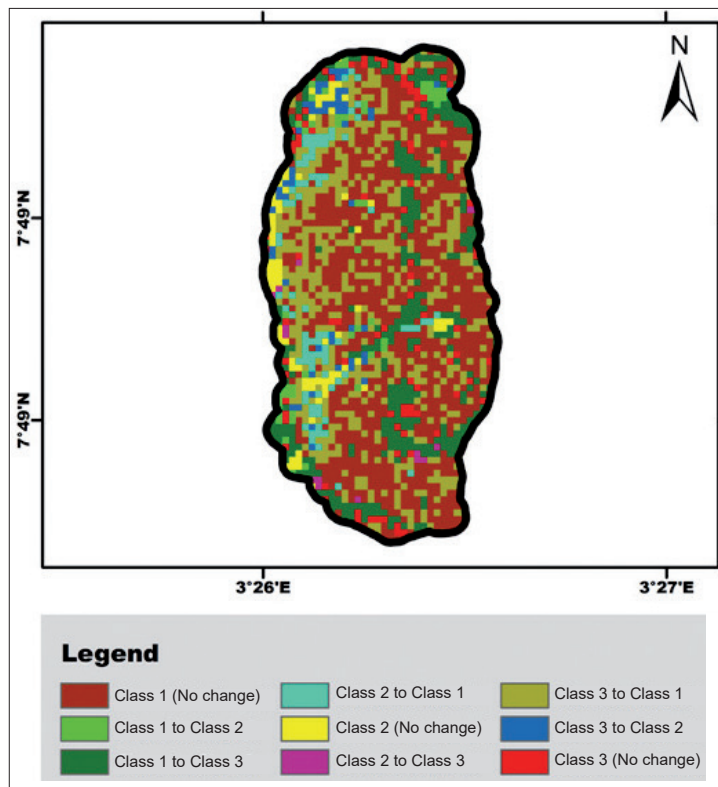 N
7°49'N
7°49'N
3°26'E
3°27'E
Legend
Class 1 (No change)
Class 2 to Class 1
Class 3 to Class 1
Class 1 to Class 2
Class 2 (No change)
Class 3 to Class 2
Class 1 to Class 3
Class 2 to Class 3
Class 3 (No change)